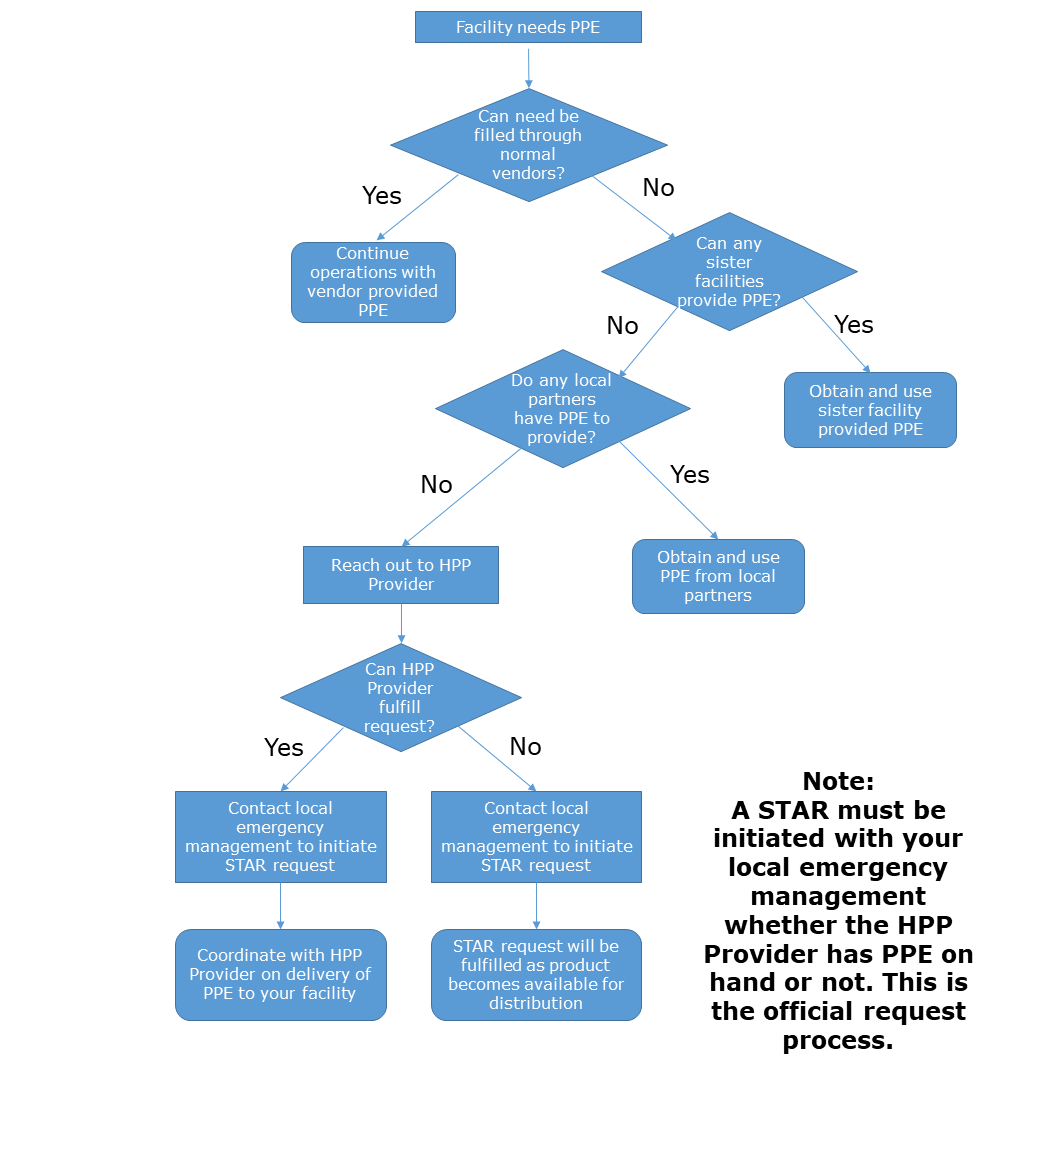 Facility needs PPE
Can need be
filled through
normal
vendors?
Yes
No
Continue
operations with
vendor provided
PPE
Can any
sister
facilities
provide PPE?
No
Yes
Do any local
partners
have PPE to
provide?
Obtain and use
sister facility
provided PPE
No
Yes
Reach out to HPP
Provider
Obtain and use
PPE from local
partners
Can HPP
Provider
fulfill
request?
Yes
No
Contact local
emergency
management to initiate
STAR request
Contact local
emergency
management to initiate
STAR request
Coordinate with HPP
Provider on delivery of
PPE to your facility
STAR request will be
fulfilled as product
becomes available for
distribution
Note:
A STAR must be
initiated with your
local emergency
management
whether the HPP
Provider has PPE on
hand or not. This is
the official request
process.